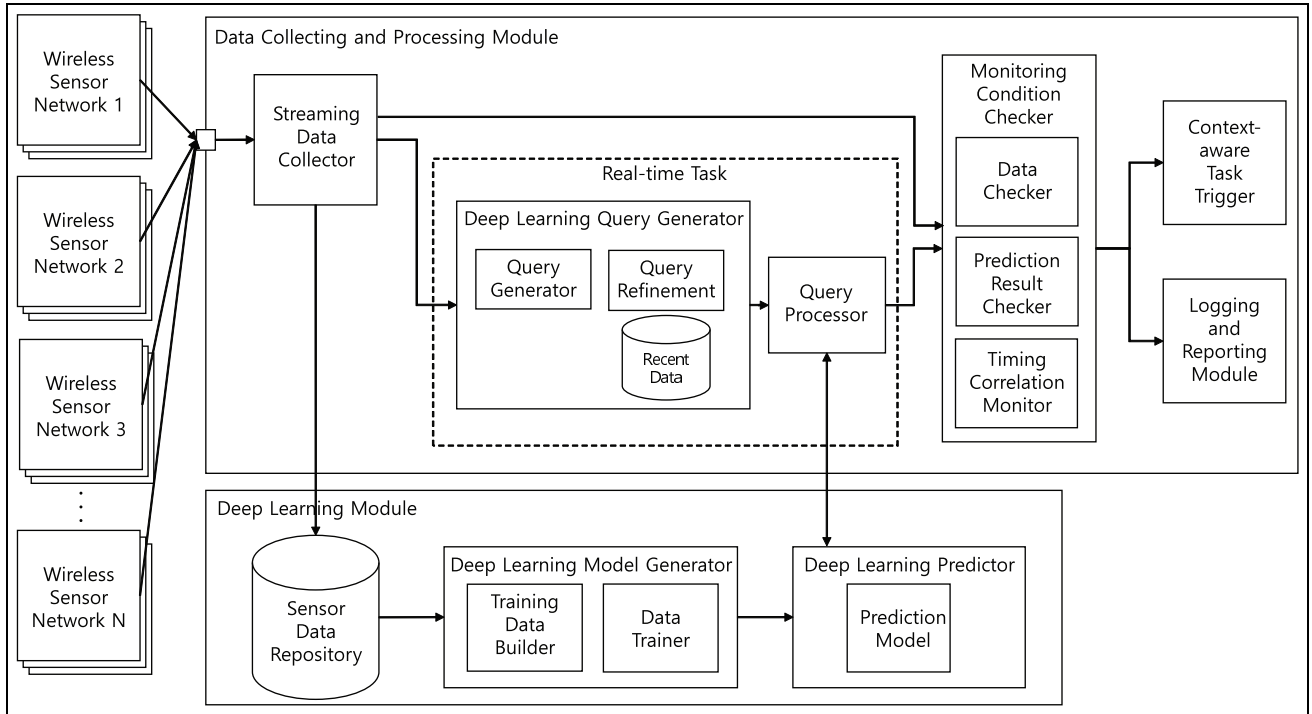 Wireless
Sensor
Network 1
Wireless
Sensor
Network 2
Wireless
Sensor
Network 3
Wireless
Sensor
Network N
Data Collecting and Processing Module
Streaming
Data
Collector
Real-time Task
Deep Learning Query Generator
Query
Generator
Query
Refinement
Recent
Data
Query
Processor
Monitoring
Condition
Checker
Data
Checker
Prediction
Result
Checker
Timing
Correlation
Monitor
Context-
aware
Task
Trigger
Logging
and
Reporting
Module
Deep Learning Module
Sensor
Data
Repository
Deep Learning Model Generator
Training
Data
Builder
Data
Trainer
Deep Learning Predictor
Prediction
Model